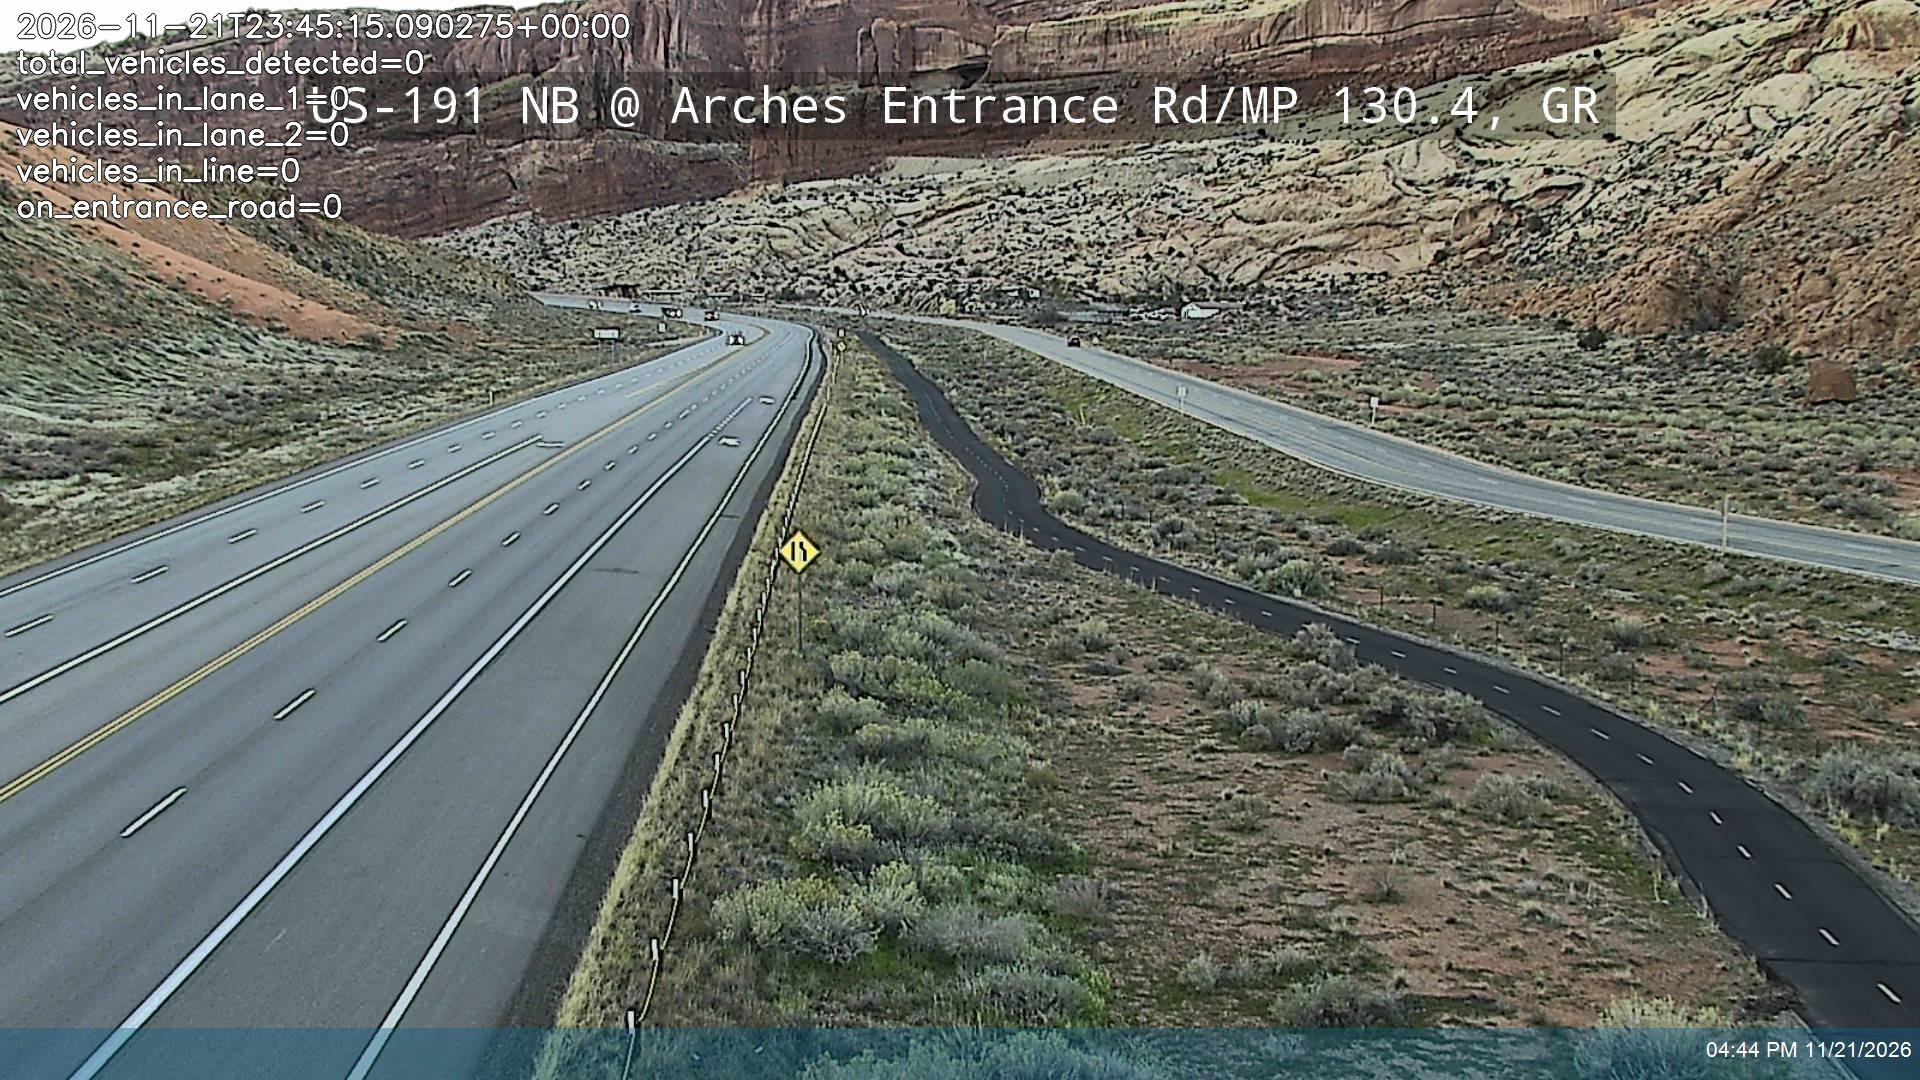 2026-11-21T23:45:15.090275+00:00
total_vehicles_detected=0
vehicles_in_lane_1=0
US-191 NB @ Arches Entrance Rd/MP 130.4, GR
vehicles_in_lane_2=0
vehicles_in_line=0
on_entrance_road=0
04:44 PM 11/21/2026